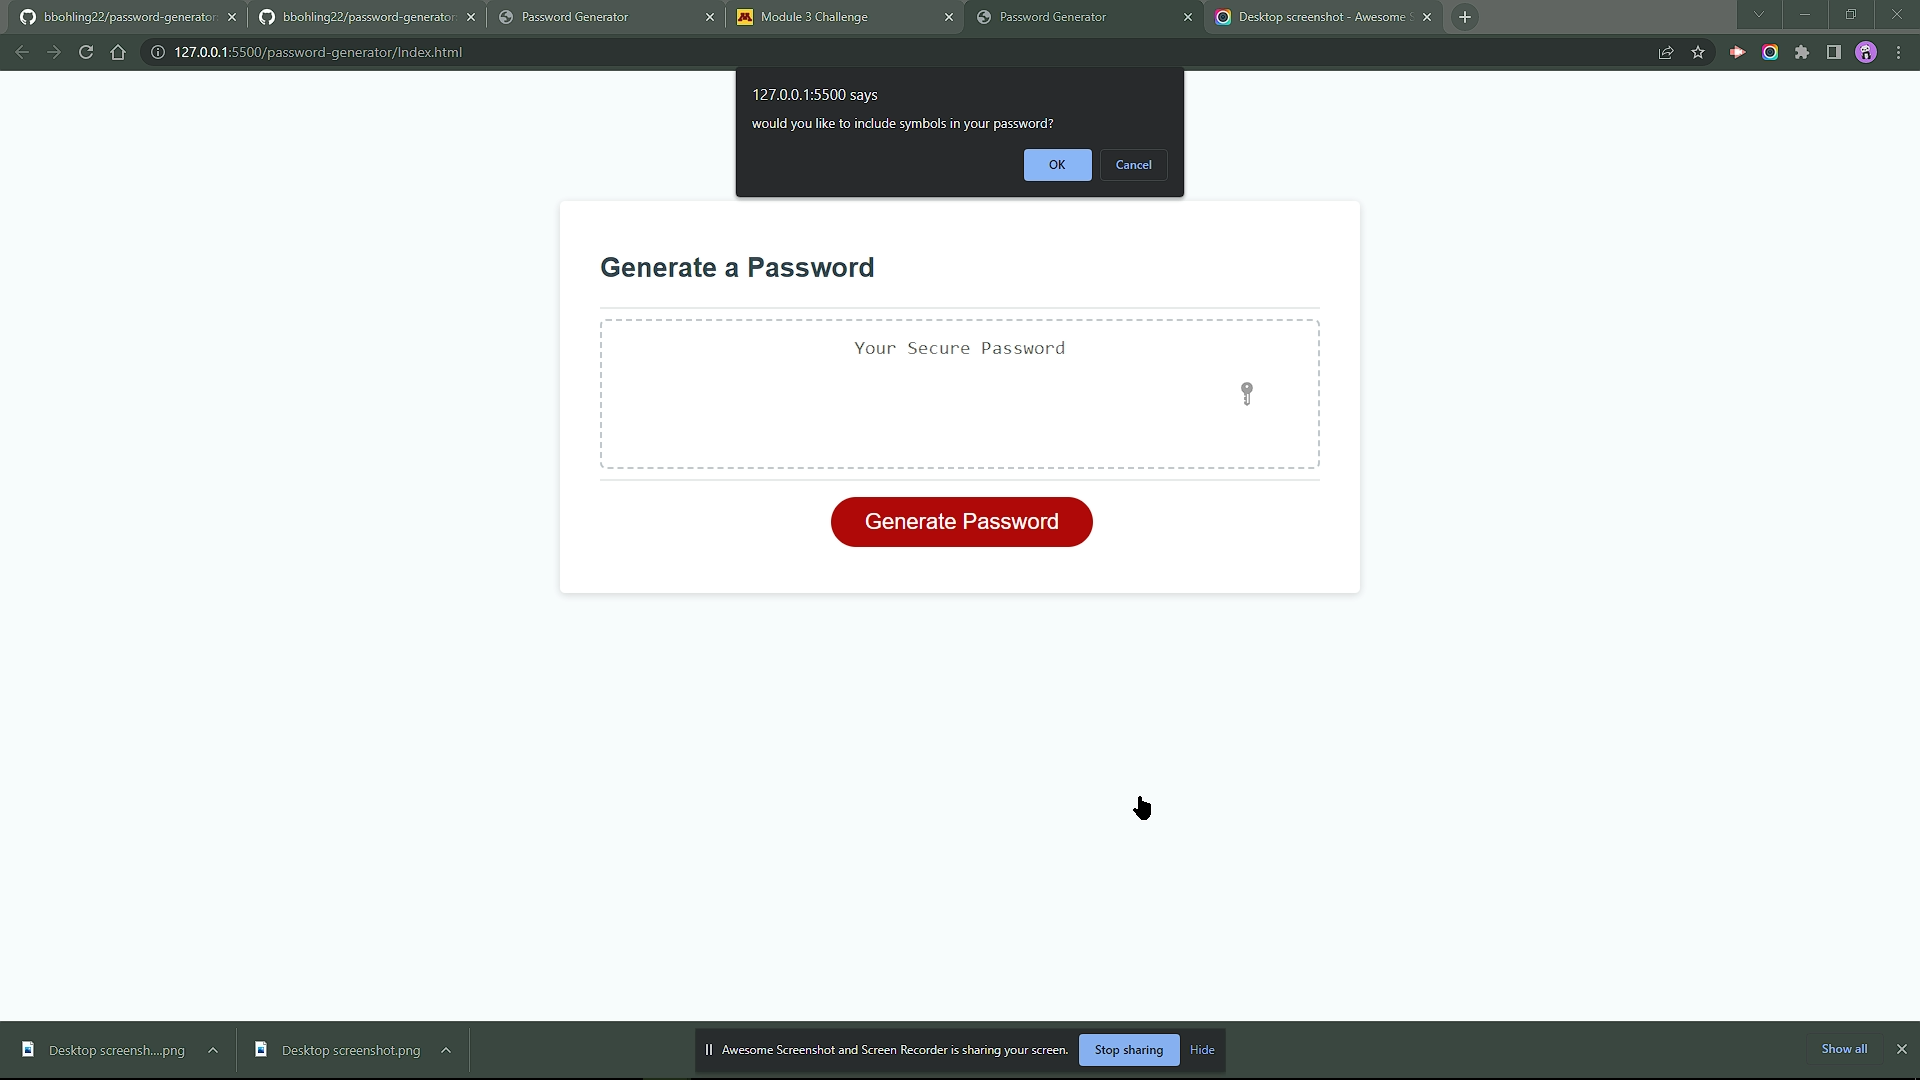 bbohling22/password-generator
bbohling22/password-generator
Password Generator
Module 3 Challenge
Password Generator
Desktop screenshot - Awesome S
127.0.0.1:5500/password-generator/Index.html
127.0.0.1:5500 says
would you like to include symbols in your password?
OK
Cancel
Generate a Password
Your Secure Password
Generate Password
Desktop screensh....png
Desktop screenshot.png
Awesome Screenshot and Screen Recorder is sharing your screen.
Stop sharing
Hide
Show all